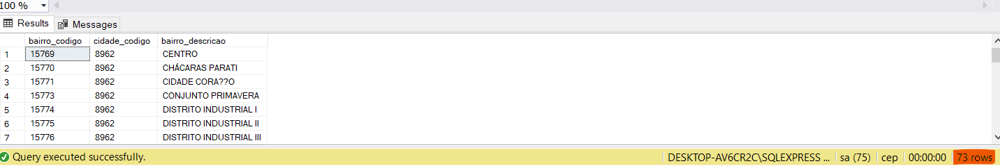 100 %
Results Messages
bairro_codigo cidade_codigo bairro_descricao
1 15769 8962 CENTRO
2 15770 8962 CHÁCARAS PARATI
3 15771 8962 CIDADE CORA??O
4 15773 8962 CONJUNTO PRIMAVERA
5 15774 8962 DISTRITO INDUSTRIAL I
6 15775 8962 DISTRITO INDUSTRIAL II
7 15776 8962 DISTRITO INDUSTRIAL III
Query executed successfully. DESKTOP-AV6CR2C\SQLEXPRESS ... sa (75) cep 00:00:00 73 rows